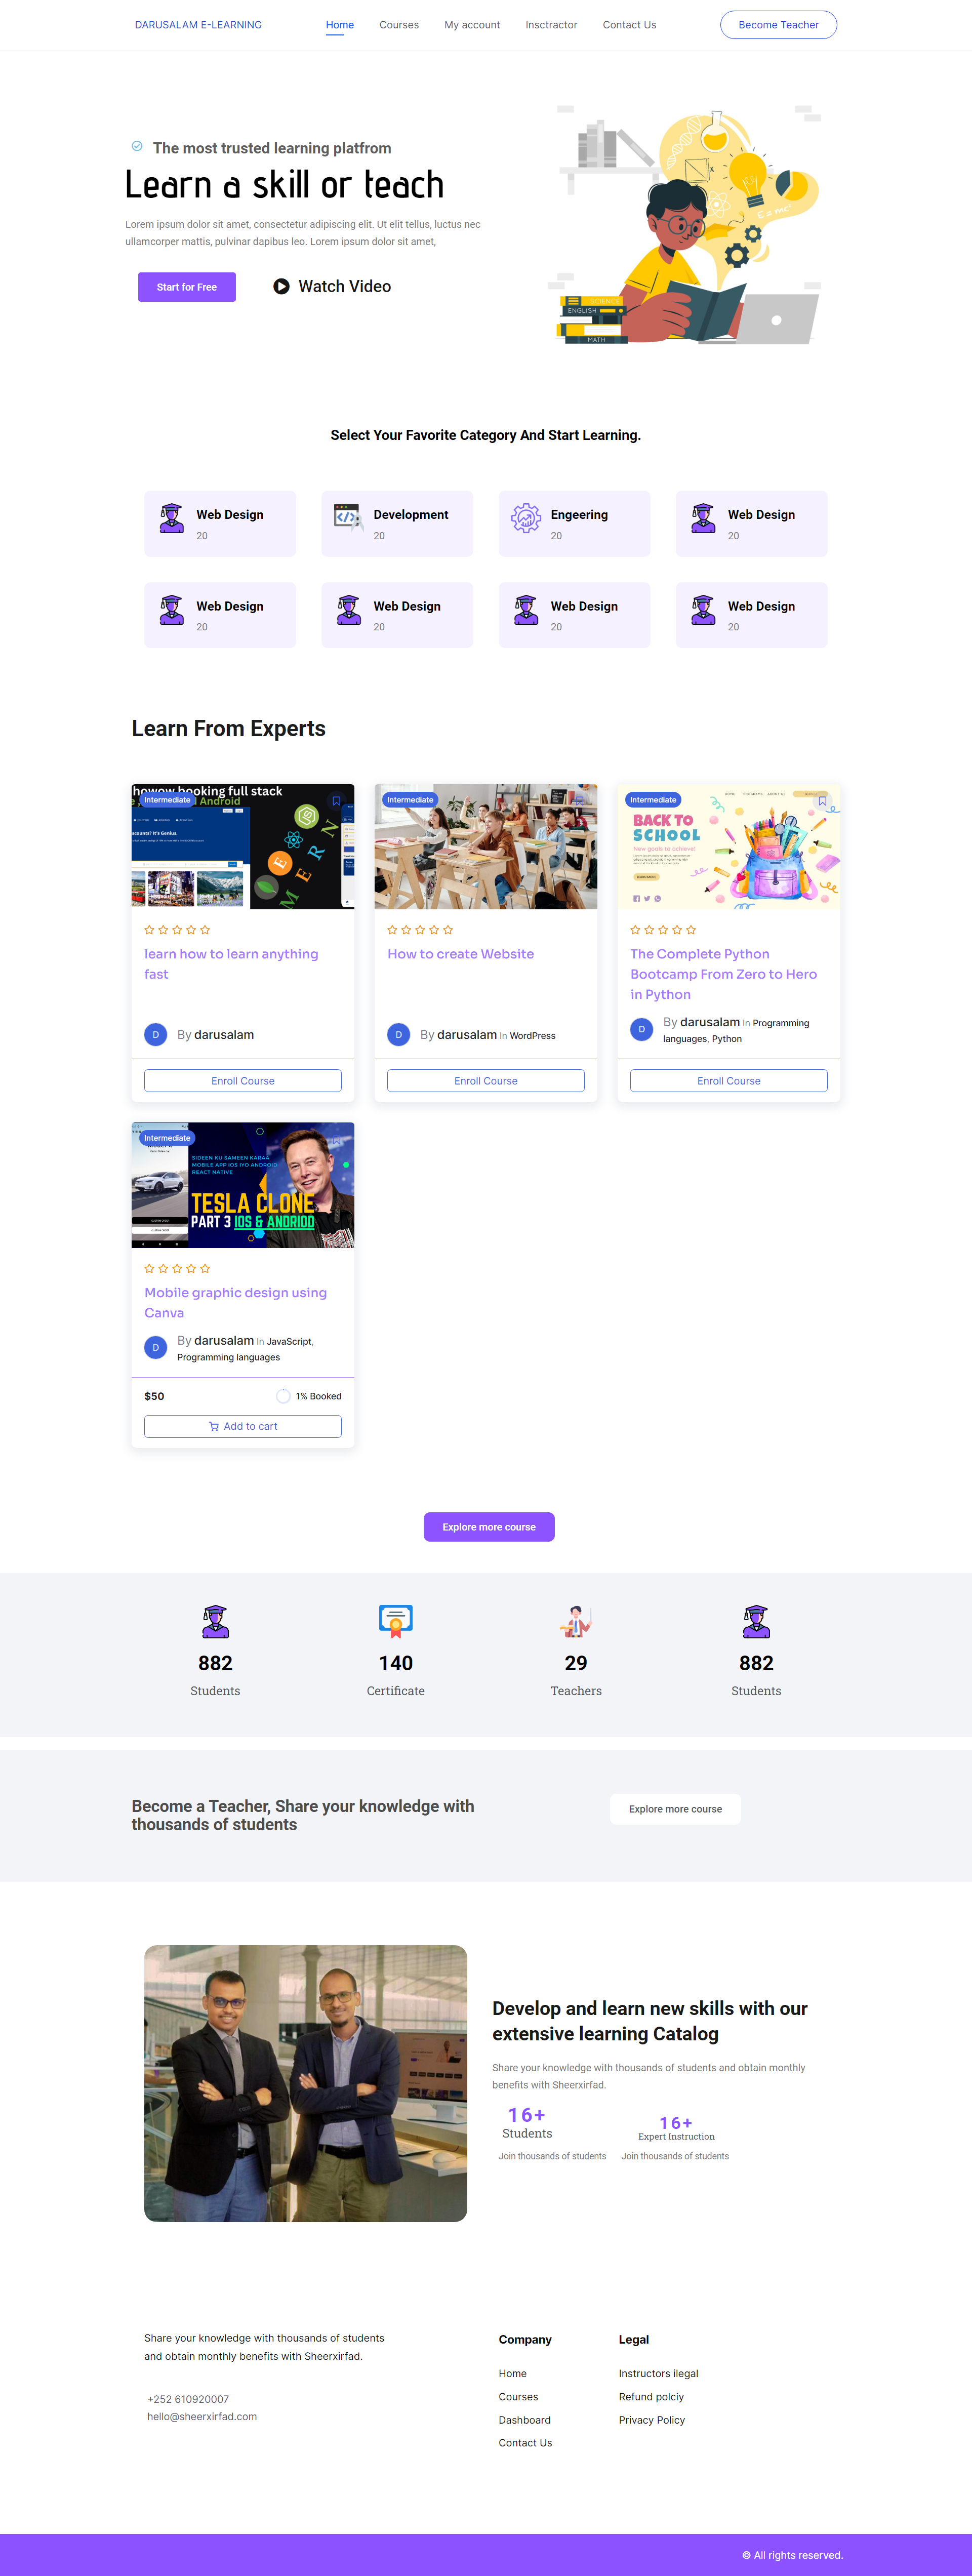 DARUSALAM E-LEARNING
Home
Courses
My account
Insctractor
Contact Us
Become Teacher
The most trusted learning platfrom
Learn a skill or teach
Lorem ipsum dolor sit amet, consectetur adipiscing elit. Ut elit tellus, luctus nec
ullamcorper mattis, pulvinar dapibus leo. Lorem ipsum dolor sit amet,
Start for Free
Watch Video
E=mc²
SCIENCE
ENGLISH
MATH
Select Your Favorite Category And Start Learning.
Web Design
20
Development
20
Engeering
20
Web Design
20
Web Design
20
Web Design
20
Web Design
20
Web Design
20
Learn From Experts
booking full stack
Intermediate
Android
accounts? It's Genius.
M E R N
learn how to learn anything
fast
D
By darusalam
Enroll Course
Intermediate
How to create Website
D
By darusalam In WordPress
Enroll Course
Intermediate
HOME
PROGRAMS
ABOUT US
BACK TO
SCHOOL
New goals to achieve!
The Complete Python
Bootcamp From Zero to Hero
in Python
D
By darusalam In Programming
languages, Python
Enroll Course
Intermediate
SIDEEN KU SAMEEN KARAA
MOBILE APP IOS IYO ANDROID
REACT NATIVE
TESLA CLONE
PART 3 IOS & ANDRIOD
Mobile graphic design using
Canva
D
By darusalam In JavaScript,
Programming languages
$50
1% Booked
Add to cart
Explore more course
882
Students
140
Certificate
29
Teachers
882
Students
Become a Teacher, Share your knowledge with
thousands of students
Explore more course
Develop and learn new skills with our
extensive learning Catalog
Share your knowledge with thousands of students and obtain monthly
benefits with Sheerxirfad.
16+
Students
Join thousands of students
16+
Expert Instruction
Join thousands of students
Share your knowledge with thousands of students
and obtain monthly benefits with Sheerxirfad.
+252 610920007
hello@sheerxirfad.com
Company
Home
Courses
Dashboard
Contact Us
Legal
Instructors ilegal
Refund polciy
Privacy Policy
© All rights reserved.